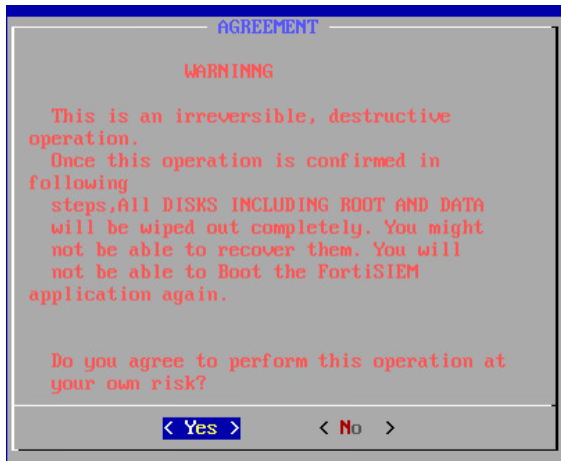 AGREEMENT
WARNINNG
This is an irreversible, destructive
operation.
Once this operation is confirmed in
following
steps,All DISKS INCLUDING ROOT AND DATA
will be wiped out completely. You might
not be able to recover them. You will
not be able to Boot the FortiSIEM
application again.
Do you agree to perform this operation at
your own risk?
< Yes > < No >